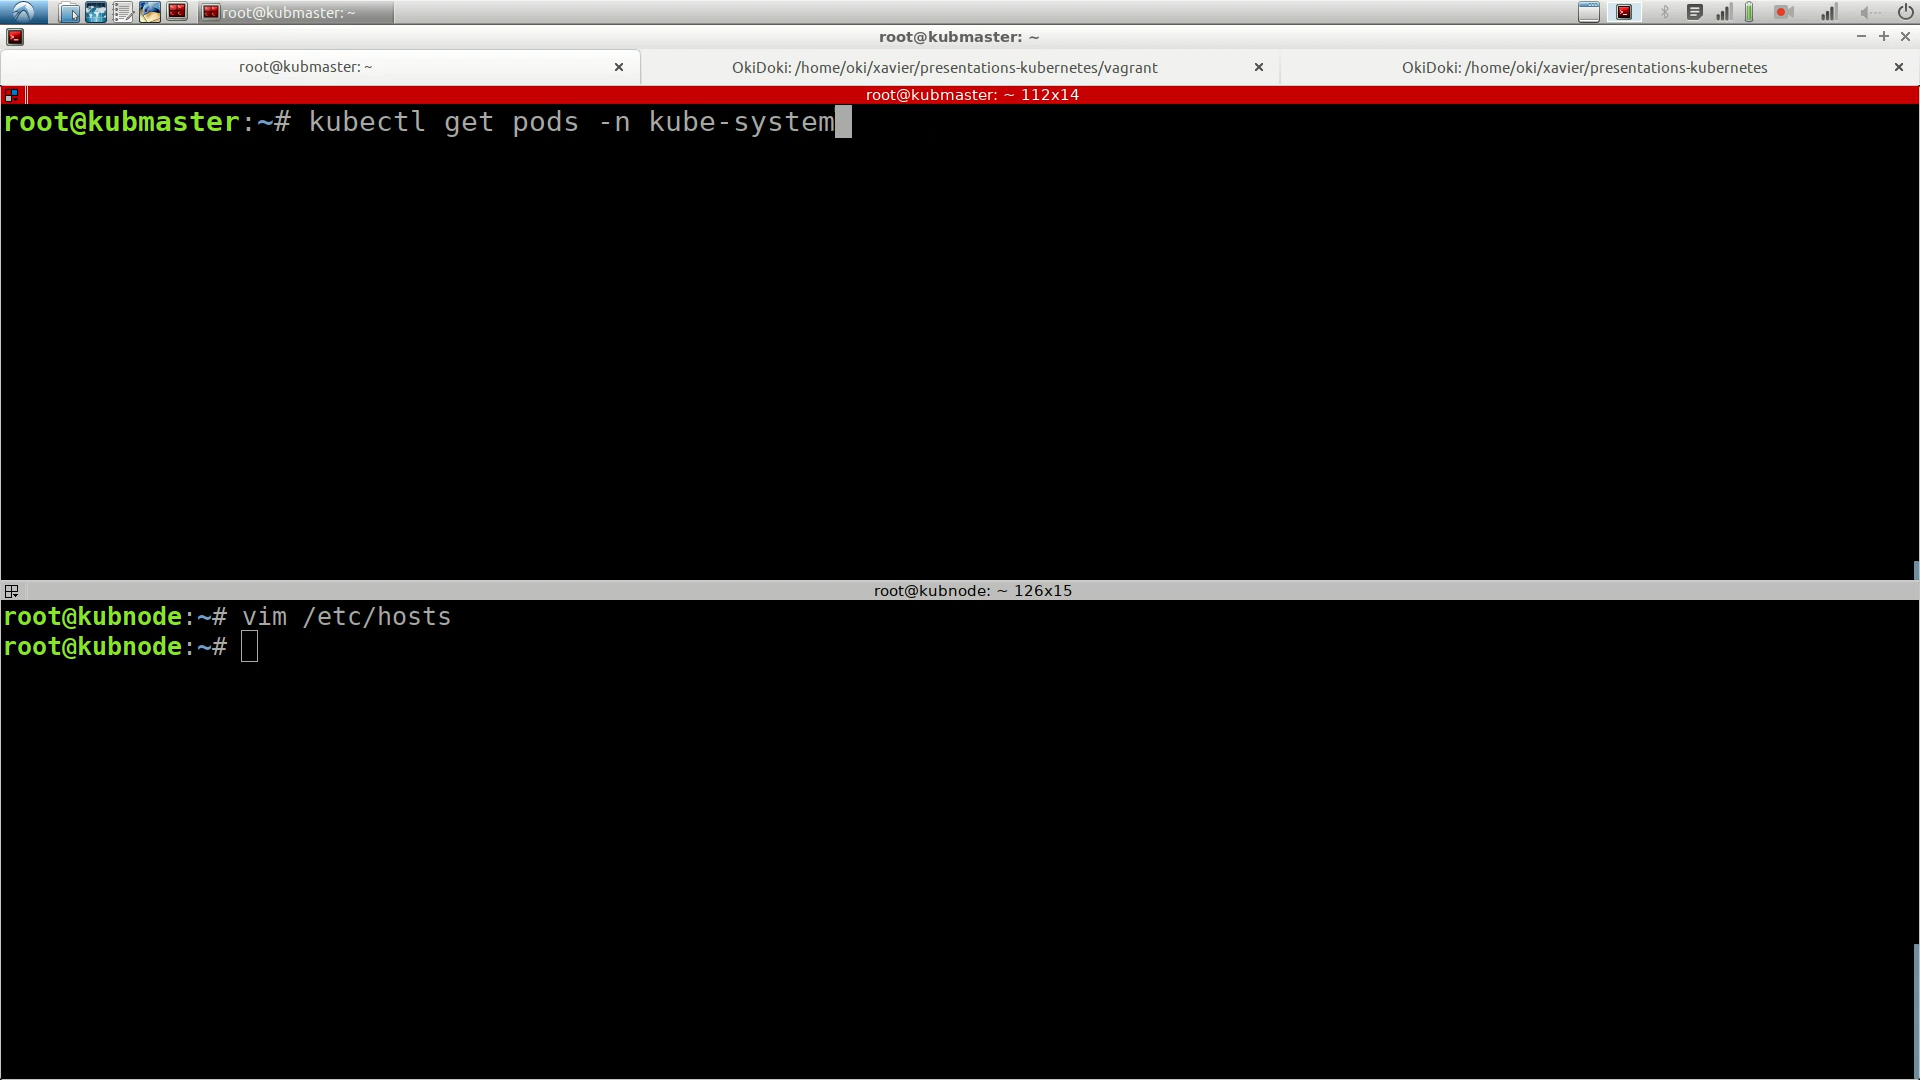 root@kubmaster: ~
root@kubmaster: ~
root@kubmaster: ~
OkiDoki: /home/oki/xavier/presentations-kubernetes/vagrant
OkiDoki: /home/oki/xavier/presentations-kubernetes
root@kubmaster: ~ 112x14
root@kubmaster:~# kubectl get pods -n kube-system
root@kubnode: ~ 126x15
root@kubnode:~# vim /etc/hosts
root@kubnode:~#